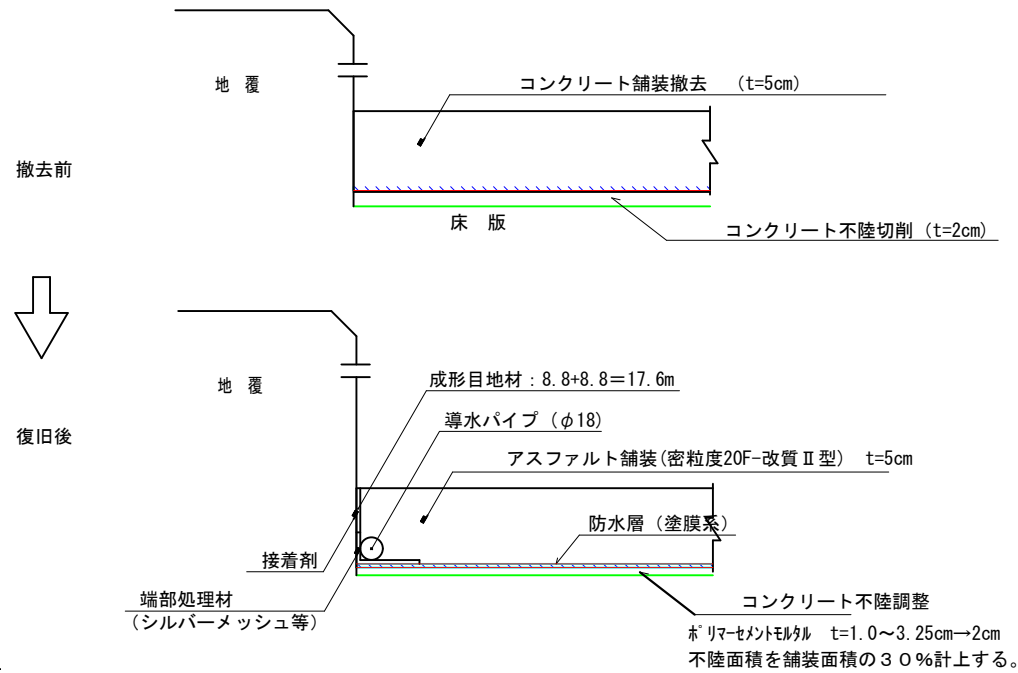 地 覆
コンクリート舗装撤去 (t=5cm)
撤去前
床 版
コンクリート不陸切削 (t=2cm)
地 覆
成形目地材：8.8+8.8＝17.6m
導水パイプ（φ18)
復旧後
アスファルト舗装(密粒度20F-改質Ⅱ型) t=5cm
防水層（塗膜系）
接着剤
端部処理材
（シルバーメッシュ等）
コンクリート不陸調整
ﾎﾟﾘﾏｰｾﾒﾝﾄﾓﾙﾀﾙ t=1.0～3.25cm→2cm
不陸面積を舗装面積の３０％計上する。